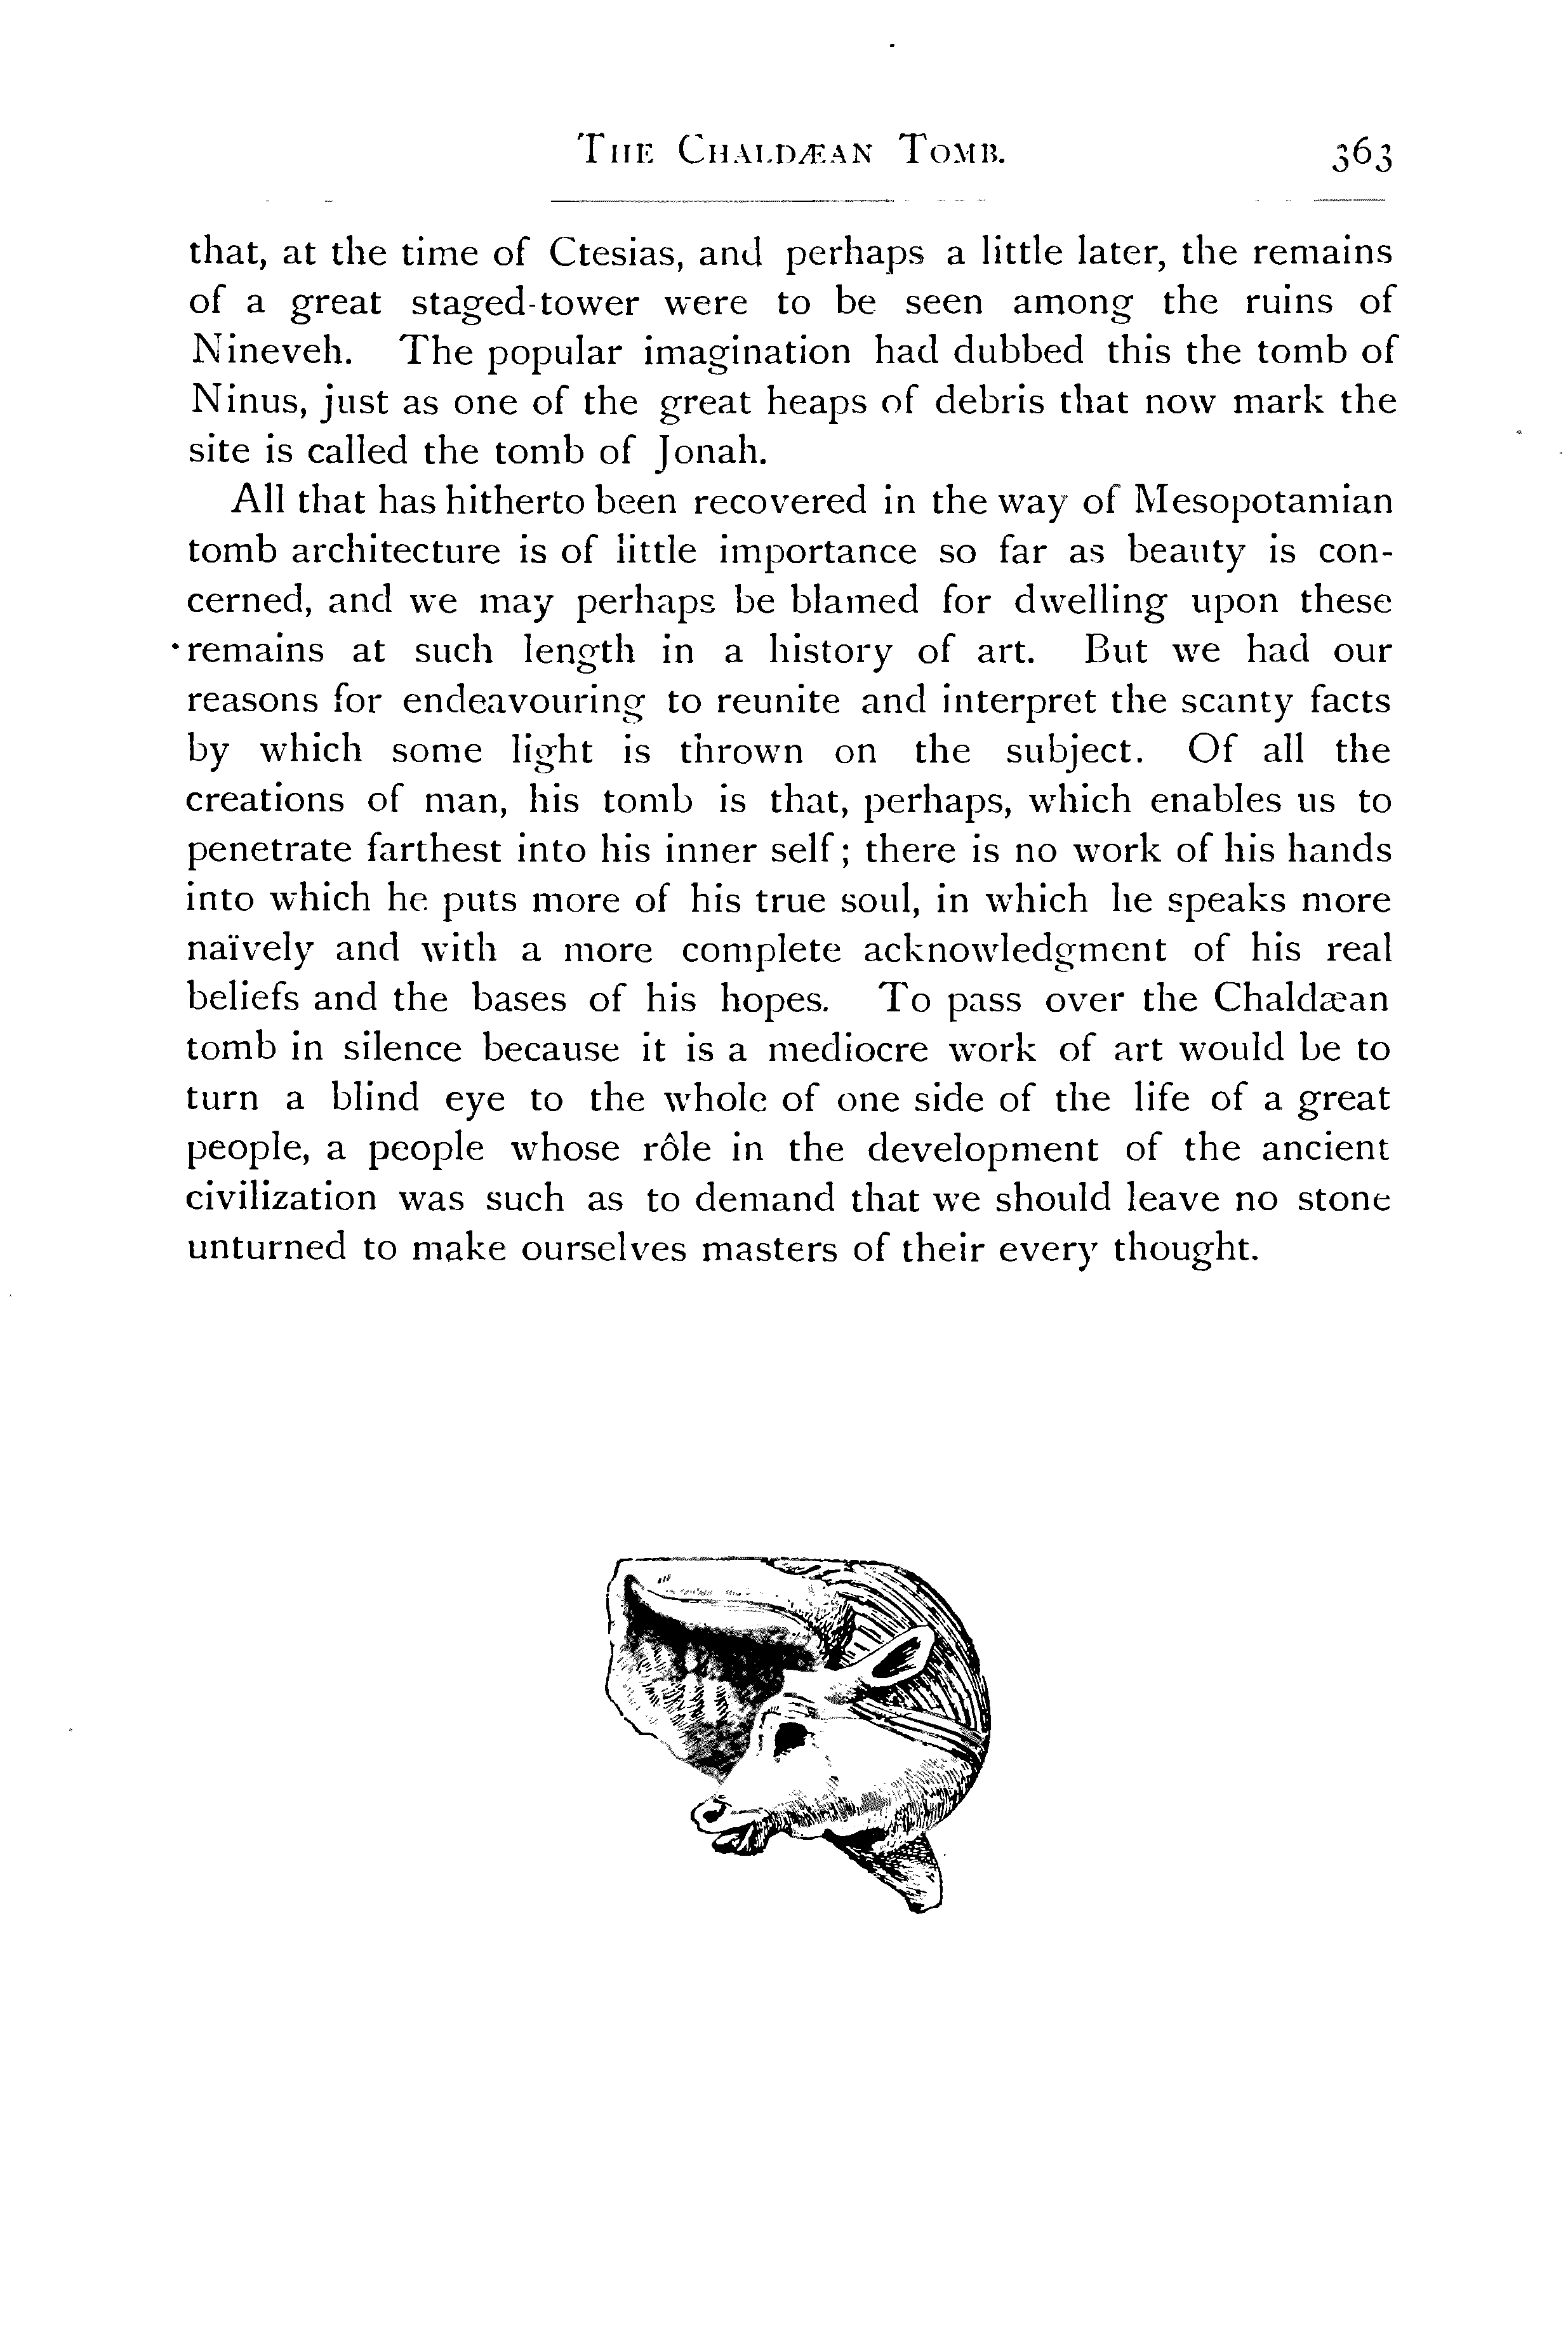 THE CHALDÆAN TOMB. 363
that, at the time of Ctesias, and perhaps a little later, the remains
of a great staged-tower were to be seen among the ruins of
Nineveh. The popular imagination had dubbed this the tomb of
Ninus, just as one of the great heaps of debris that now mark the
site is called the tomb of Jonah.
All that has hitherto been recovered in the way of Mesopotamian
tomb architecture is of little importance so far as beauty is con-
cerned, and we may perhaps be blamed for dwelling upon these
remains at such length in a history of art. But we had our
reasons for endeavouring to reunite and interpret the scanty facts
by which some light is thrown on the subject. Of all the
creations of man, his tomb is that, perhaps, which enables us to
penetrate farthest into his inner self; there is no work of his hands
into which he puts more of his true soul, in which he speaks more
naïvely and with a more complete acknowledgment of his real
beliefs and the bases of his hopes. To pass over the Chaldæan
tomb in silence because it is a mediocre work of art would be to
turn a blind eye to the whole of one side of the life of a great
people, a people whose rôle in the development of the ancient
civilization was such as to demand that we should leave no stone
unturned to make ourselves masters of their every thought.